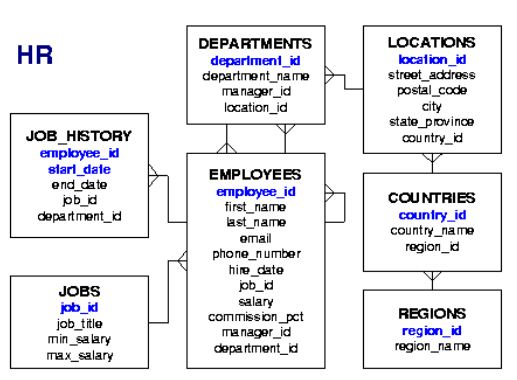 HR
DEPARTMENTS
department_id
department_name
manager_id
location_id
LOCATIONS
location_id
street_address
postal_code
city
state_province
country_id
JOB_HISTORY
employee_id
start_date
end_date
job_id
department_id
EMPLOYEES
employee_id
first_name
last_name
email
phone_number
hire_date
job_id
salary
commission_pct
manager_id
department_id
COUNTRIES
country_id
country_name
region_id
JOBS
job_id
job_title
min_salary
max_salary
REGIONS
region_id
region_name